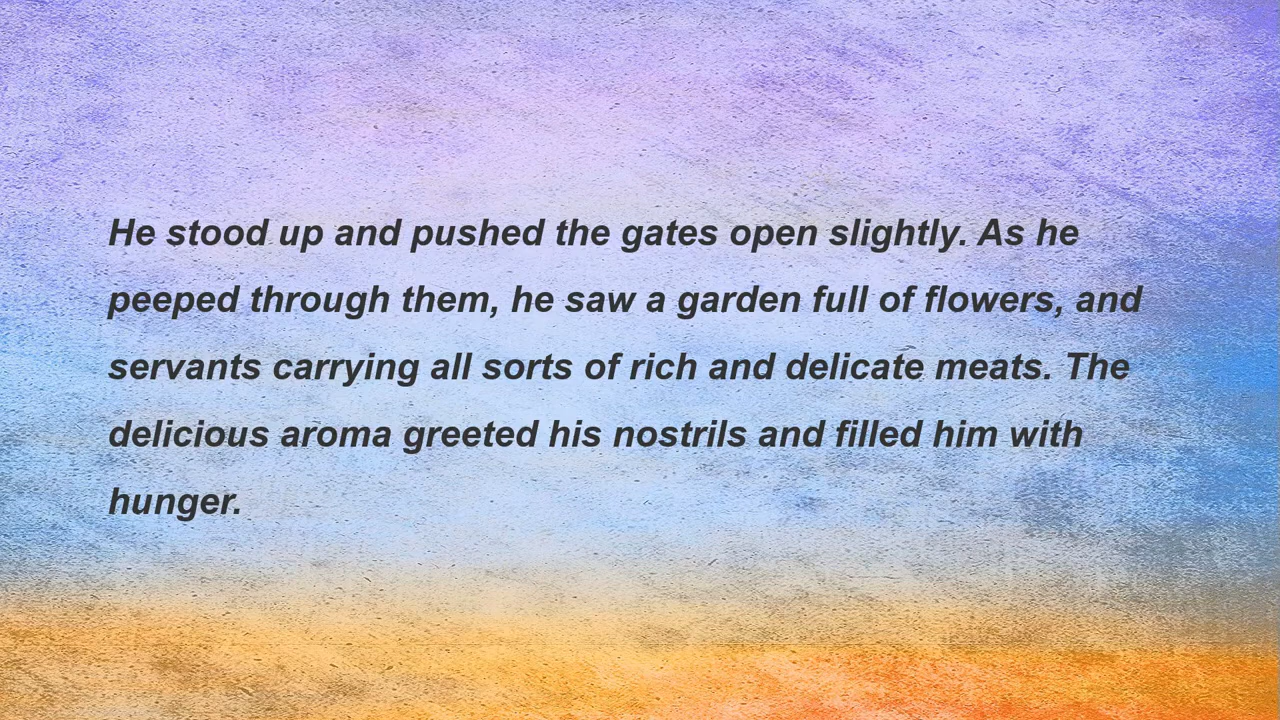 He stood up and pushed the gates open slightly. As he
peeped through them, he saw a garden full of flowers, and
servants carrying all sorts of rich and delicate meats. The
delicious aroma greeted his nostrils and filled him with
hunger.